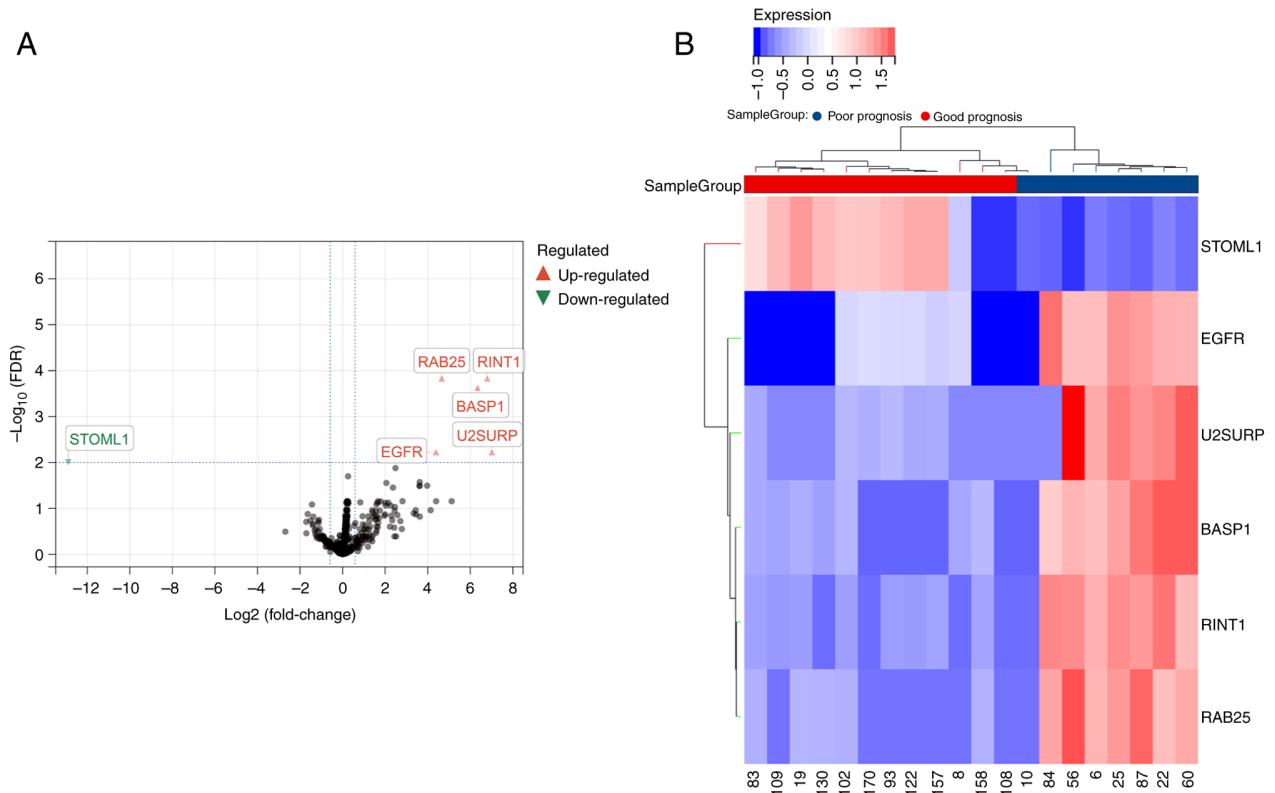 A
−Log10 (FDR)
6
5
4
3
2
1
0
−12 −10 −8 −6 −4 −2 0 2 4 6 8
Log2 (fold-change)
STOML1
RAB25 RINT1
BASP1
U2SURP
EGFR
Regulated
Up-regulated
Down-regulated
B
Expression
−1.0 −0.5 0.0 0.5 1.0 1.5
SampleGroup: Poor prognosis Good prognosis
SampleGroup
STOML1
EGFR
U2SURP
BASP1
RINT1
RAB25
83 109 19 130 102 170 93 122 157 8 158 108 10 84 56 6 25 87 22 60